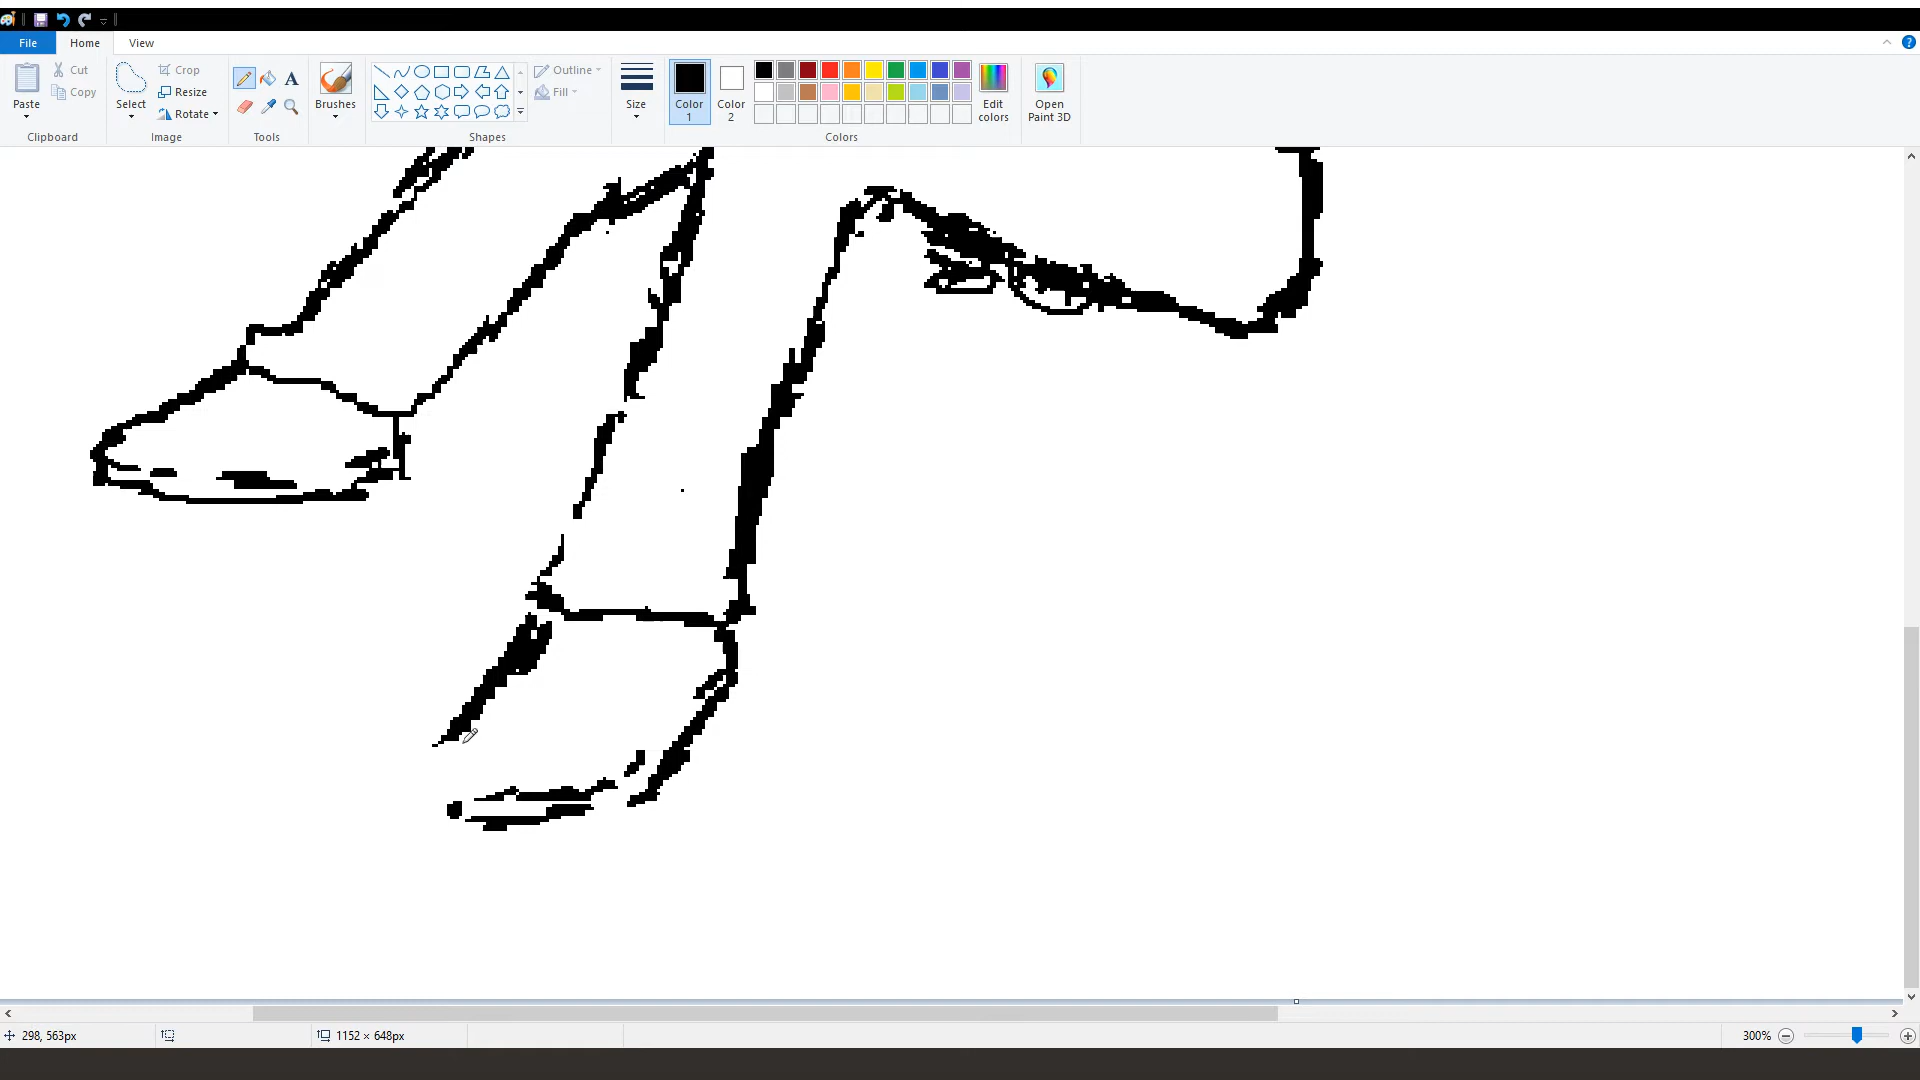 File Home View
Paste
Cut
Copy
Clipboard
Select
Crop
Resize
Rotate
Image
A
Tools
Brushes
Outline
Fill
Shapes
Size
Color
1
Color
2
Edit
colors
Colors
Open
Paint 3D
298, 563px
1152 × 648px
300%